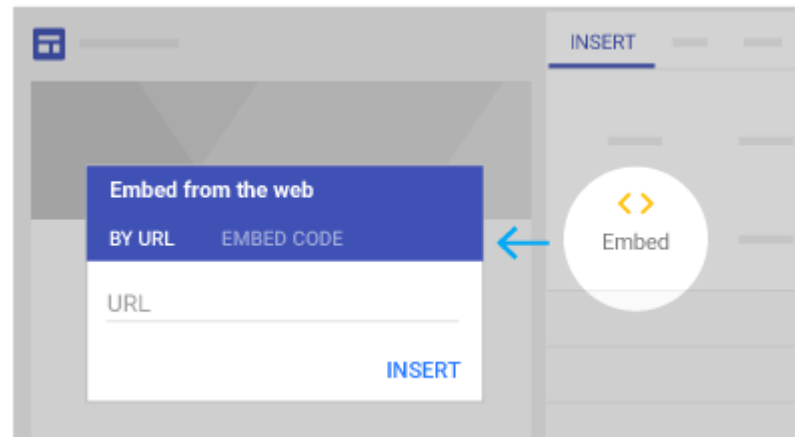 INSERT
Embed from the web
BY URL EMBED CODE
Embed
URL
INSERT